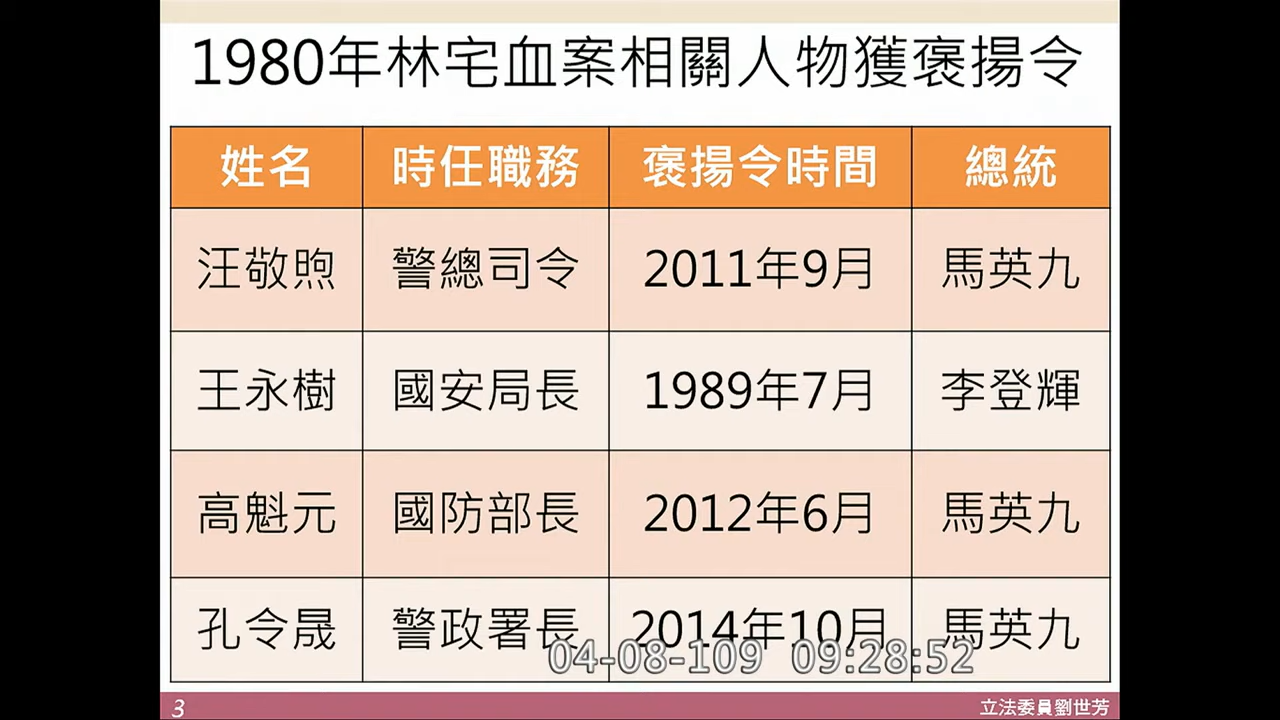 1980年林宅血案相關人物獲褒揚令
姓名 時任職務 褒揚令時間 總統
汪敬煦 警總司令 2011年9月 馬英九
王永樹 國安局長 1989年7月 李登輝
高魁元 國防部長 2012年6月 馬英九
孔令晟 警政署長 2014年10月 馬英九
04-08-109 09:28:52
3 立法委員劉世芳